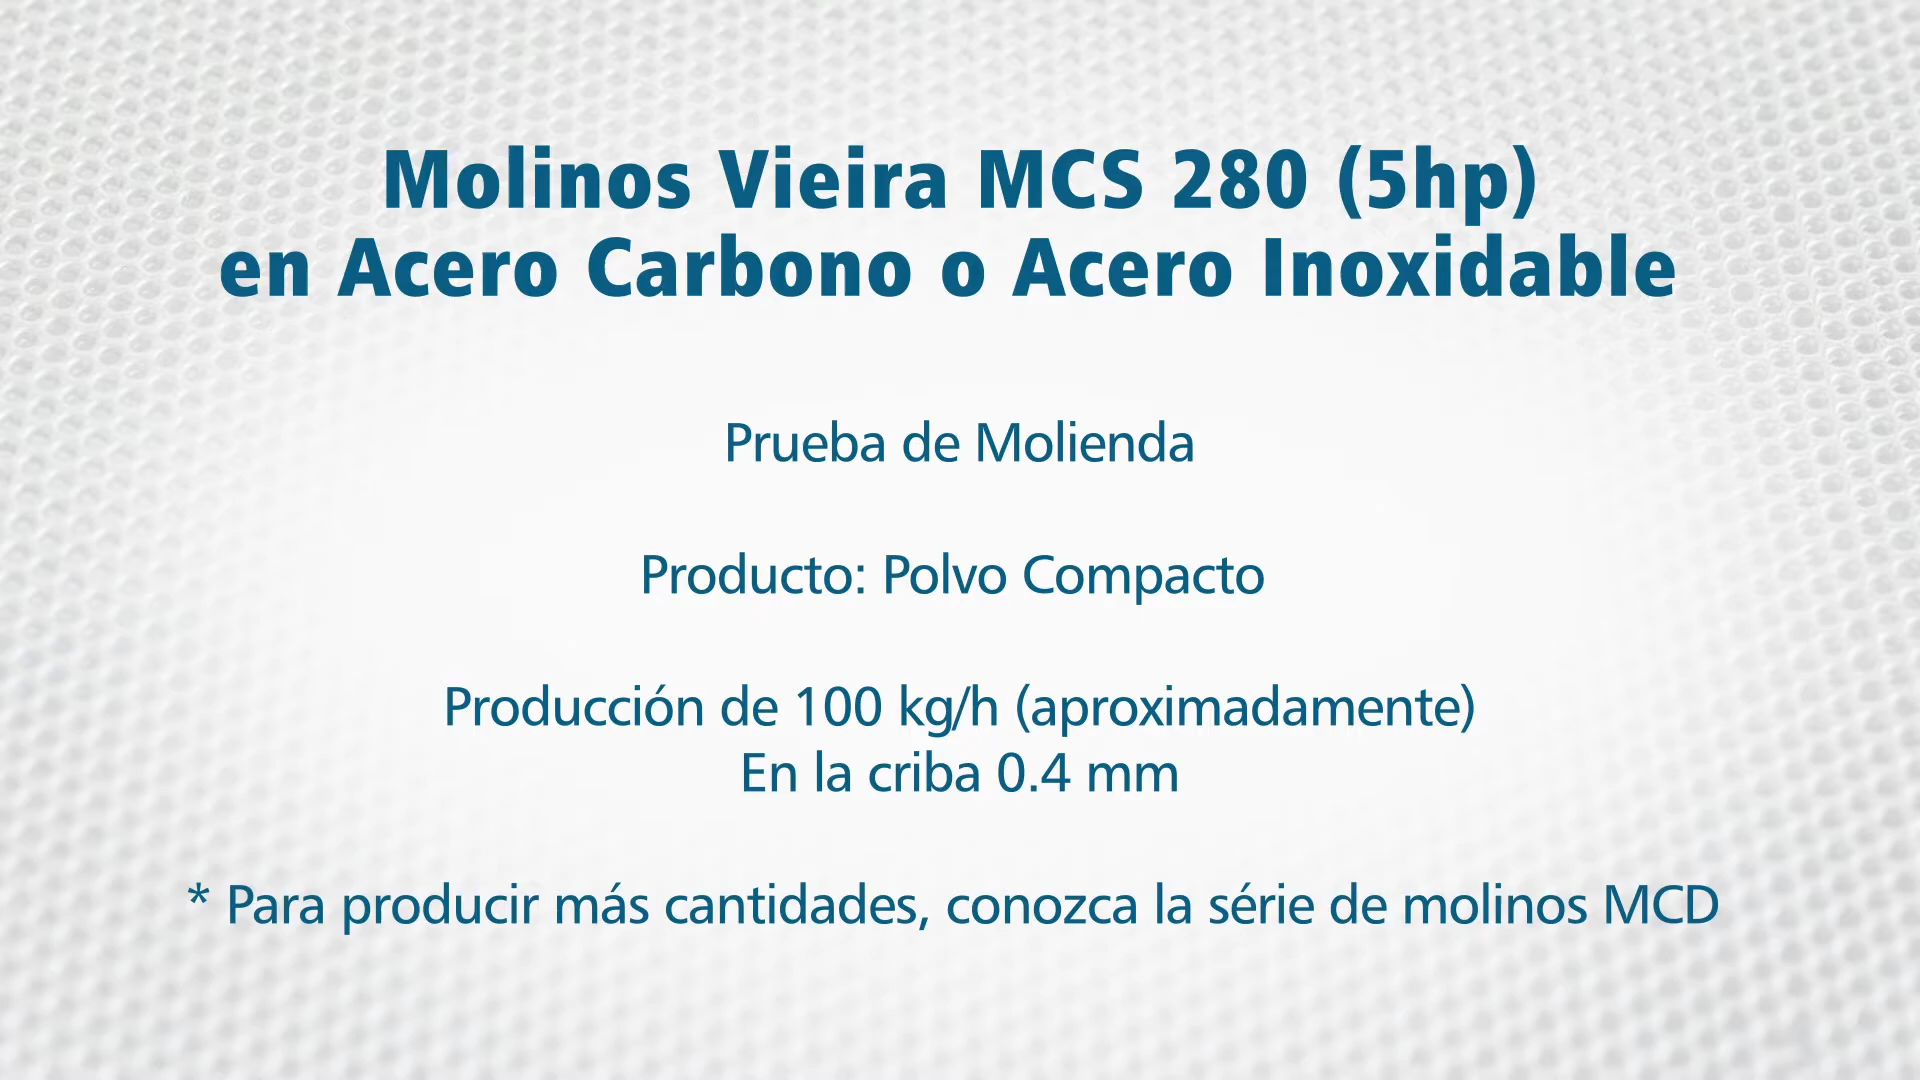 Molinos Vieira MCS 280 (5hp)
en Acero Carbono o Acero Inoxidable
Prueba de Molienda
Producto: Polvo Compacto
Producción de 100 kg/h (aproximadamente)
En la criba 0.4 mm
* Para producir más cantidades, conozca la série de molinos MCD